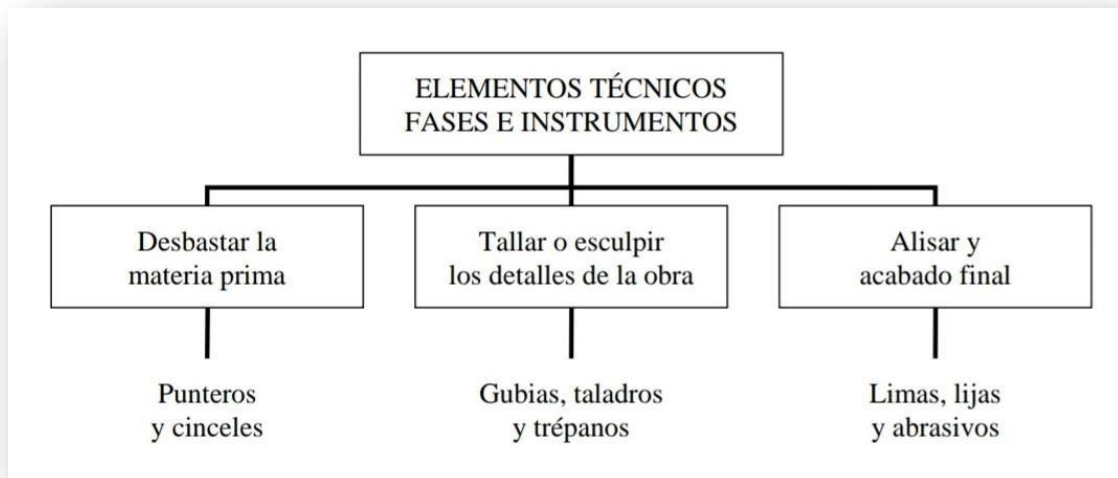 ELEMENTOS TÉCNICOS
FASES E INSTRUMENTOS
Desbastar la
materia prima
Tallar o esculpir
los detalles de la obra
Alisar y
acabado final
Punteros
y cinceles
Gubias, taladros
y trépanos
Limas, lijas
y abrasivos